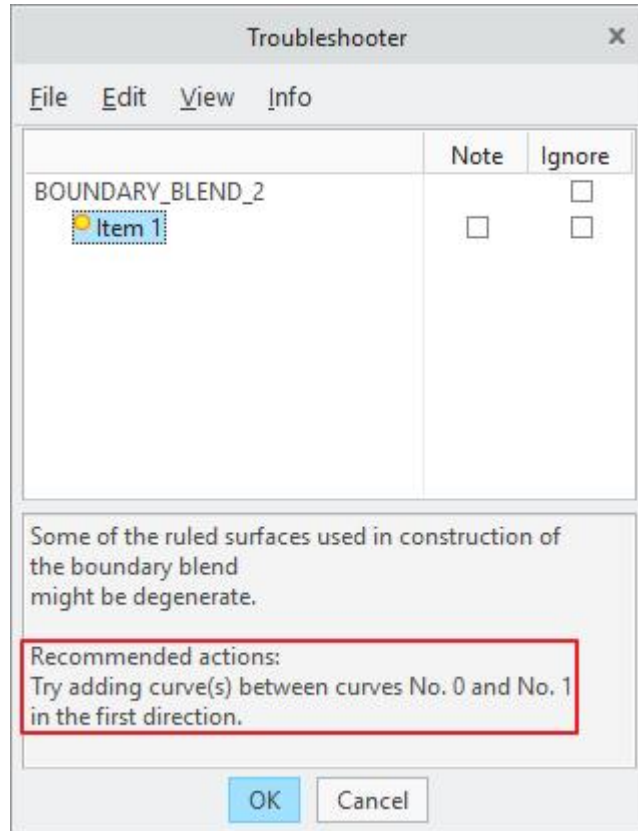 Troubleshooter
File Edit View Info
Note Ignore
BOUNDARY_BLEND_2
Item 1
Some of the ruled surfaces used in construction of
the boundary blend
might be degenerate.
Recommended actions:
Try adding curve(s) between curves No. 0 and No. 1
in the first direction.
OK Cancel